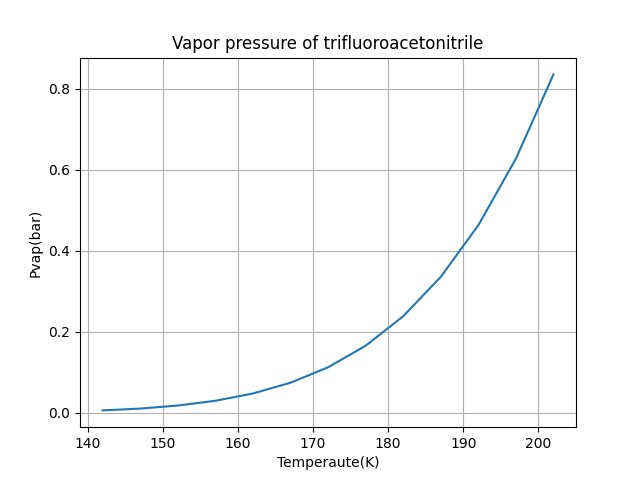 Vapor pressure of trifluoroacetonitrile
Pvap(bar)
0.8
0.6
0.4
0.2
0.0
140 150 160 170 180 190 200
Temperaute(K)